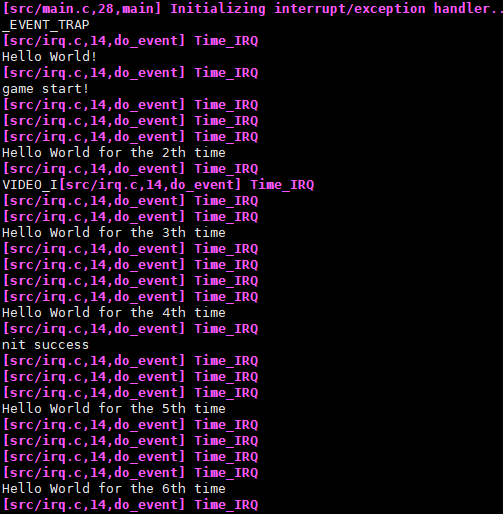 [src/main.c,28,main] Initializing interrupt/exception handler..
_EVENT_TRAP
[src/irq.c,14,do_event] Time_IRQ
Hello World!
[src/irq.c,14,do_event] Time_IRQ
game start!
[src/irq.c,14,do_event] Time_IRQ
[src/irq.c,14,do_event] Time_IRQ
[src/irq.c,14,do_event] Time_IRQ
Hello World for the 2th time
[src/irq.c,14,do_event] Time_IRQ
VIDEO_I[src/irq.c,14,do_event] Time_IRQ
[src/irq.c,14,do_event] Time_IRQ
[src/irq.c,14,do_event] Time_IRQ
Hello World for the 3th time
[src/irq.c,14,do_event] Time_IRQ
[src/irq.c,14,do_event] Time_IRQ
[src/irq.c,14,do_event] Time_IRQ
[src/irq.c,14,do_event] Time_IRQ
Hello World for the 4th time
[src/irq.c,14,do_event] Time_IRQ
nit success
[src/irq.c,14,do_event] Time_IRQ
[src/irq.c,14,do_event] Time_IRQ
[src/irq.c,14,do_event] Time_IRQ
Hello World for the 5th time
[src/irq.c,14,do_event] Time_IRQ
[src/irq.c,14,do_event] Time_IRQ
[src/irq.c,14,do_event] Time_IRQ
[src/irq.c,14,do_event] Time_IRQ
Hello World for the 6th time
[src/irq.c,14,do_event] Time_IRQ